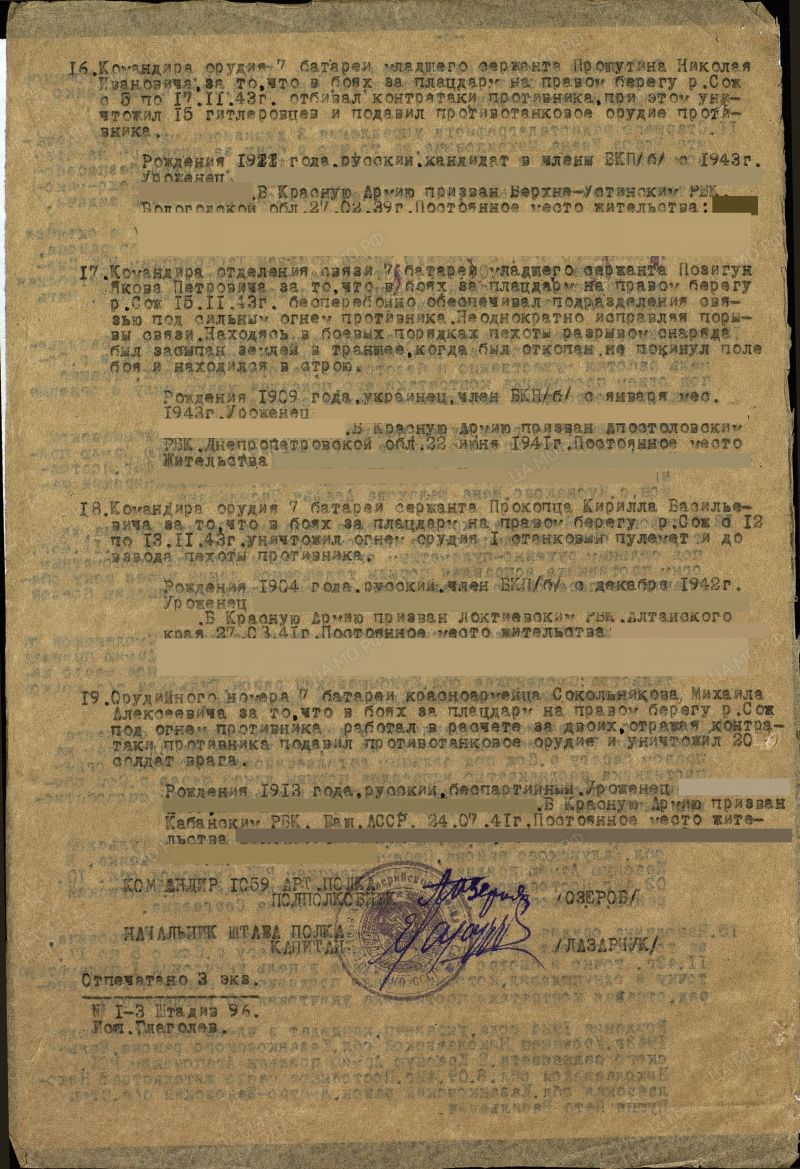 16.Командира орудия 7 батареи младшего сержанта Прошутина Николая
Ивановича,за то,что в боях за плацдарм на правом берегу р.Сож
с 5 по 17.II.43г. отбивал контратаки противника,при этом уни-
чтожил 15 гитлеровцев и подавил противотанковое орудие проти-
вника.
Рождения года.русский.кандидат в члены ВКП/б/ с 1943г.
Уроженец
.В Красную Армию призван Верхне-Устинским РВК
Вологодской обл.27.02.39г.Постоянное место жительства:
17.Командира отделения связи 7 батареи младшего сержанта Позигун
Якова Петровича за то,что в боях за плацдарм на правом берегу
р.Сож 15.II.43г. бесперебойно обеспечивал подразделения свя-
зью под сильным огнем противника.Неоднократно исправляя поры-
вы связи.Находясь в боевых порядках пехоты разрывом снаряда
был засыпан землей в траншее,когда был откопан не покинул поле
боя и находился в строю.
Рождения 1909 года,украинец,член ВКП/б/ с января мес.
1943г.Уроженец
.В Красную Армию призван Апостоловским
РВК.Днепропетровской обл.22 июня 1941г.Постоянное место
жительства
18.Командира орудия 7 батареи сержанта Прокопца Кирилла Василье-
вича за то,что в боях за плацдарм на правом берегу р.Сож с 12
по 13.II.43г.уничтожил огнем орудия I станковый пулемет и до
взвода пехоты противника.
Рождения 1904 года.русский.член ВКП/б/ с декабря 1942г.
Уроженец
.В Красную Армию призван Локтиевским РВК.Алтайского
края 27.03.41г.Постоянное место жительства:
19.Орудийного номера 7 батареи красноармейца Сокольникова,Михаила
Алексеевича за то,что в боях за плацдарм на правом берегу р.Сож
под огнем противника работал в расчете за двоих,отражая контра-
таки противника подавил противотанковое орудие и уничтожил 20
солдат врага.
Рождения 1913 года,русский,беспартийный.Уроженец
.В Красную Армию призван
Кабанским РВК. Баш.АССР. 24.07.41г.Постоянное место жите-
льства
КОМАНДИР 1059 АРТ.ПОЛКА
ПОДПОЛКОВНИК /ОЗЕРОВ/
НАЧАЛЬНИК ШТАБА ПОЛКА
КАПИТАН /ЛАЗАРЧУК/
Отпечатано 3 экз.
№ I-3 Штадив 96.
Исп.Глаголев.